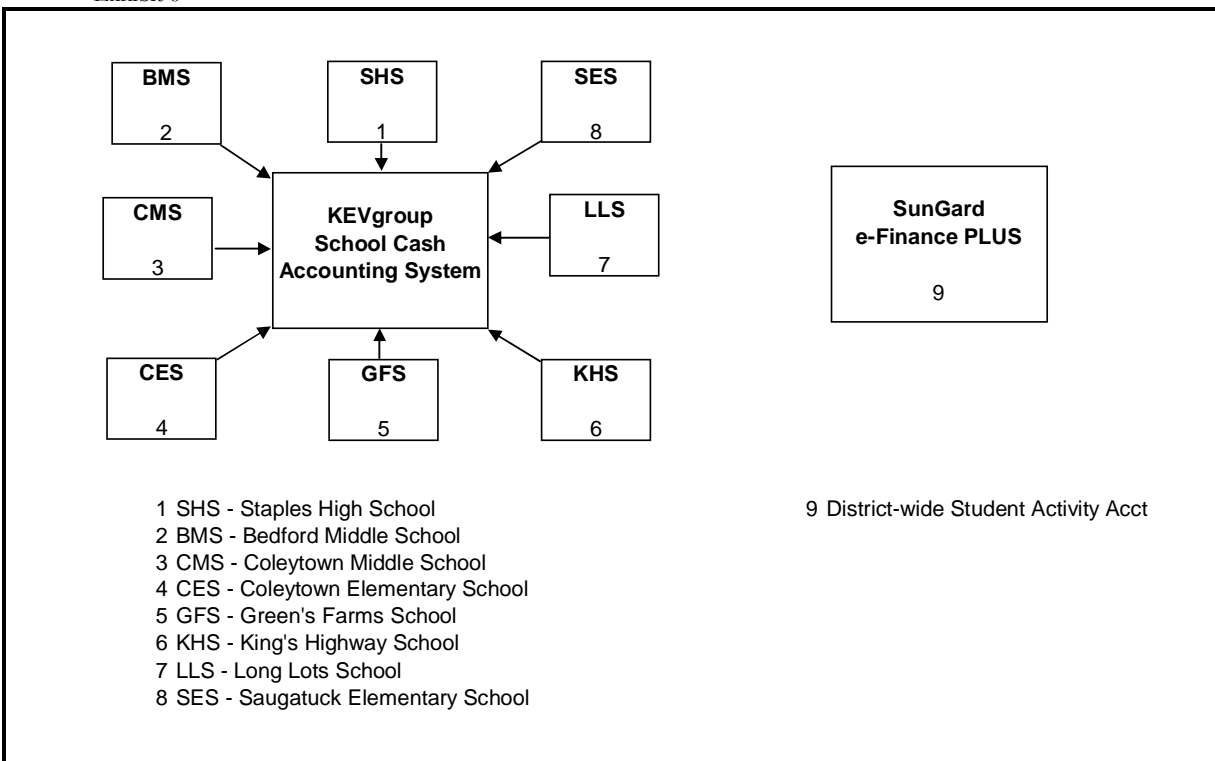 BMS
2
SHS
1
SES
8
CMS
3
KEVgroup
School Cash
Accounting System
LLS
7
SunGard
e-Finance PLUS
9
CES
4
GFS
5
KHS
6
1 SHS - Staples High School
2 BMS - Bedford Middle School
3 CMS - Coleytown Middle School
4 CES - Coleytown Elementary School
5 GFS - Green's Farms School
6 KHS - King's Highway School
7 LLS - Long Lots School
8 SES - Saugatuck Elementary School
9 District-wide Student Activity Acct